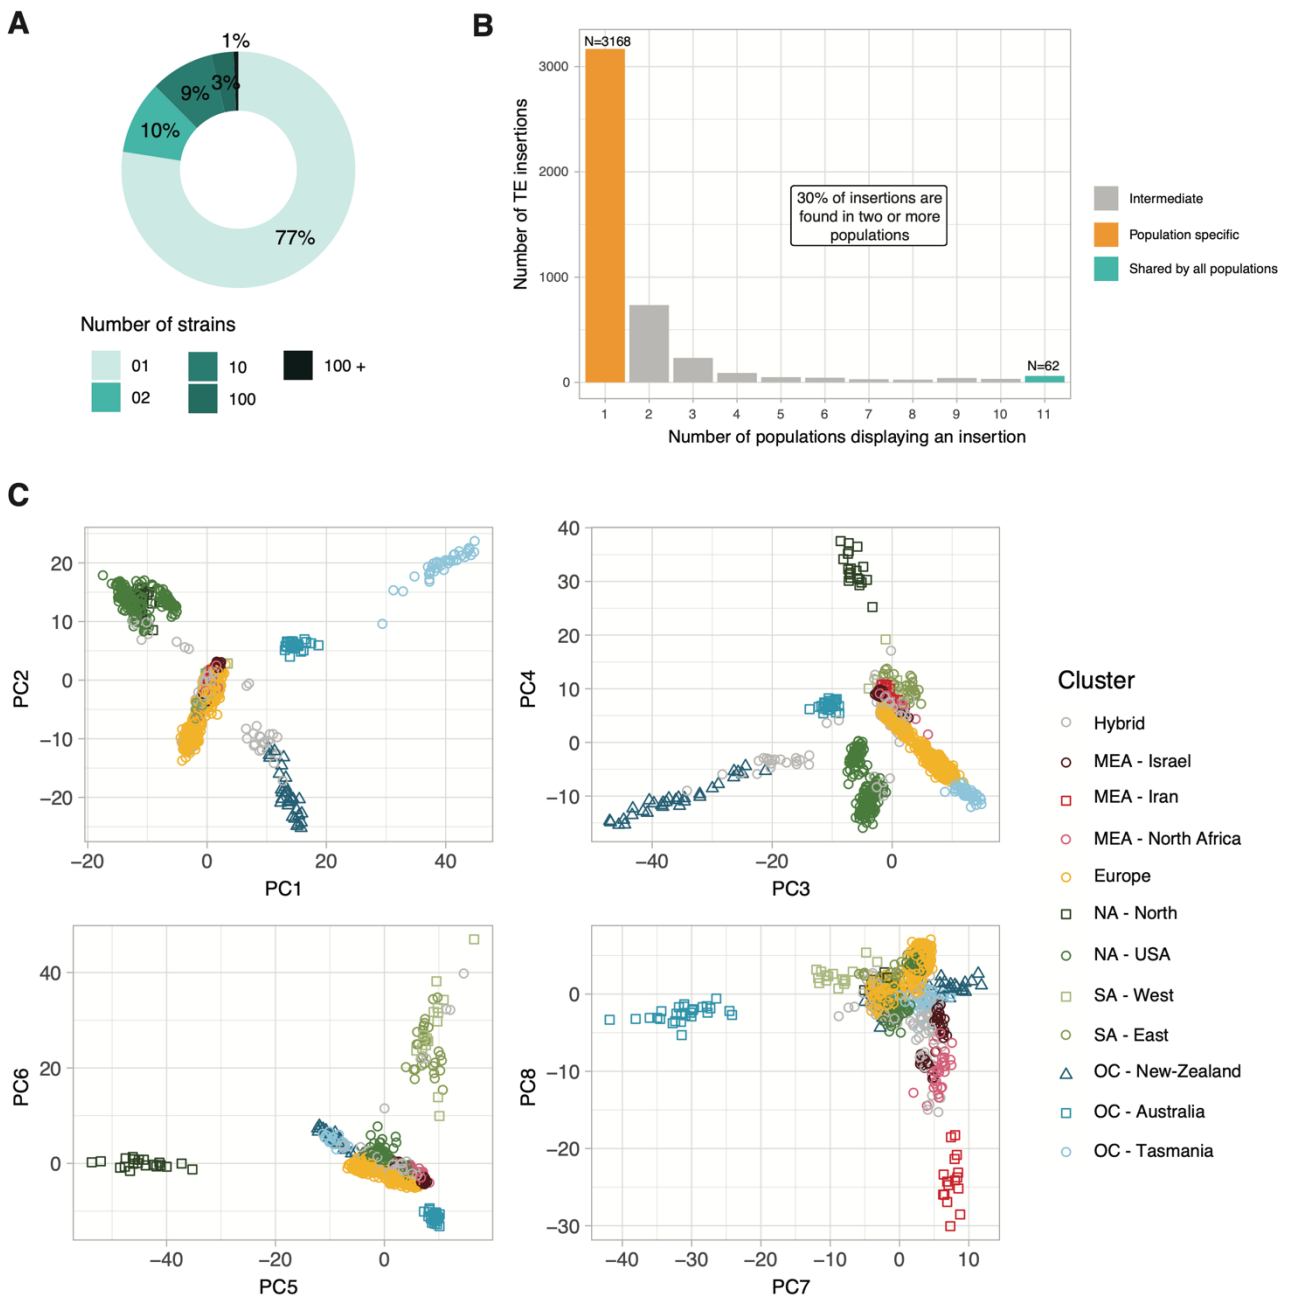 A
1%
3%
9%
10%
77%
Number of strains
01
10
100 +
02
100
B
N=3168
3000
2000
1000
0
Number of TE insertions
30% of insertions are
found in two or more
populations
N=62
1 2 3 4 5 6 7 8 9 10 11
Number of populations displaying an insertion
Intermediate
Population specific
Shared by all populations
C
20
10
0
−10
−20
PC2
−20 0 20 40
PC1
40
30
20
10
0
−10
PC4
−40 −20 0
PC3
40
20
0
PC6
−40 −20 0
PC5
0
−10
−20
−30
PC8
−40 −30 −20 −10 0 10
PC7
Cluster
Hybrid
MEA - Israel
MEA - Iran
MEA - North Africa
Europe
NA - North
NA - USA
SA - West
SA - East
OC - New-Zealand
OC - Australia
OC - Tasmania